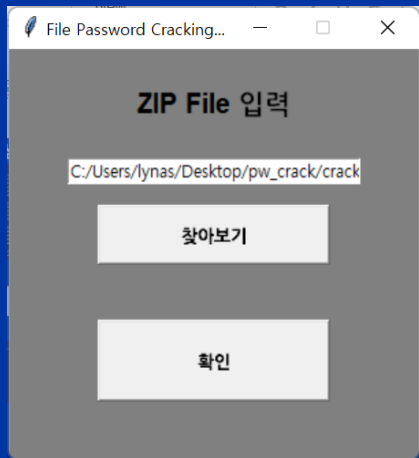 File Password Cracking...
ZIP File 입력
C:/Users/lynas/Desktop/pw_crack/crack
찾아보기
확인